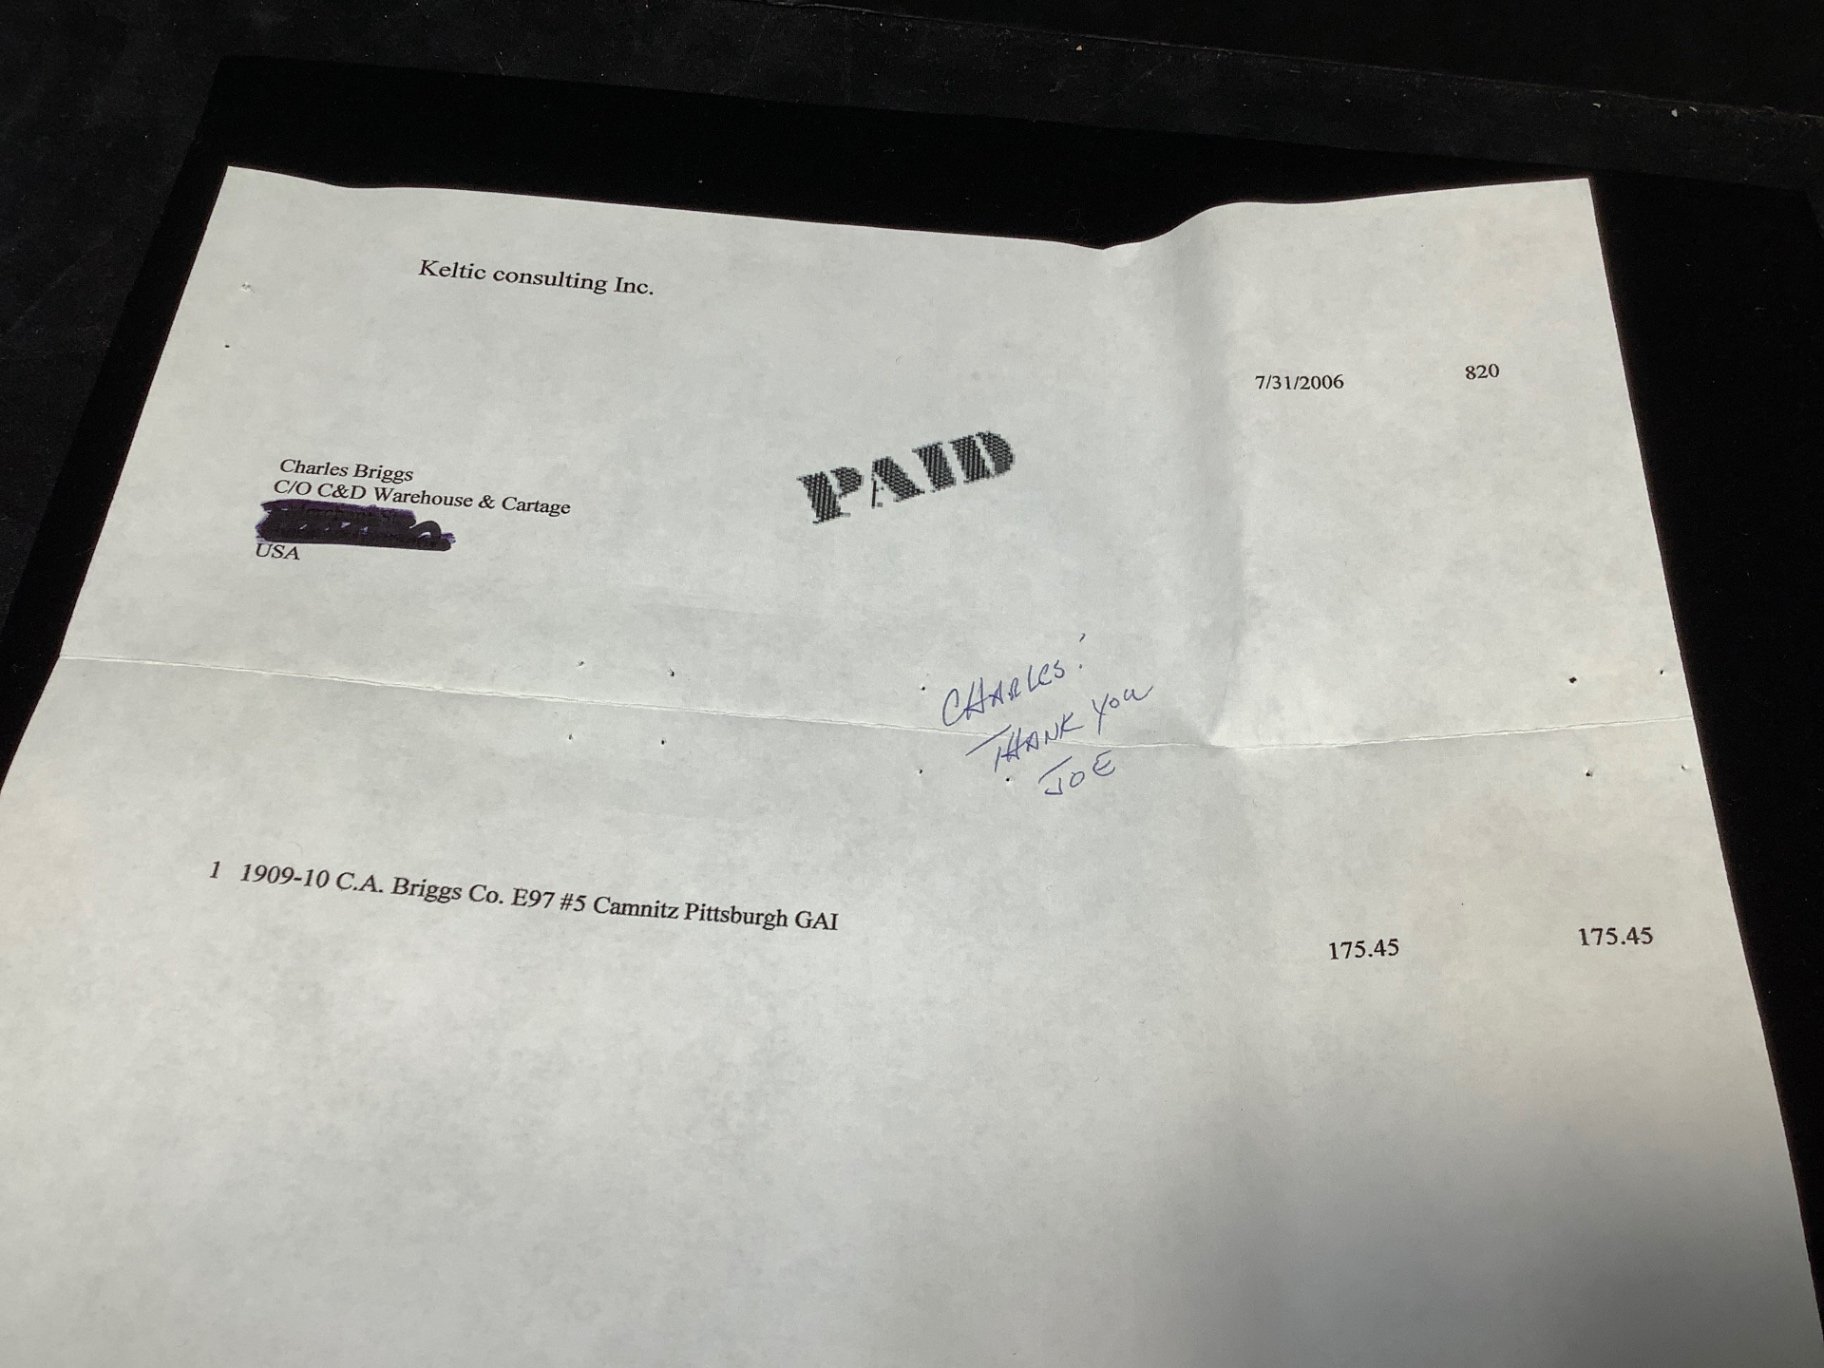 Keltic consulting Inc.
7/31/2006 820
PAID
Charles Briggs
C/O C&D Warehouse & Cartage
USA
CHARLES!
THANK YOU
JOE
1 1909-10 C.A. Briggs Co. E97 #5 Camnitz Pittsburgh GAI 175.45 175.45